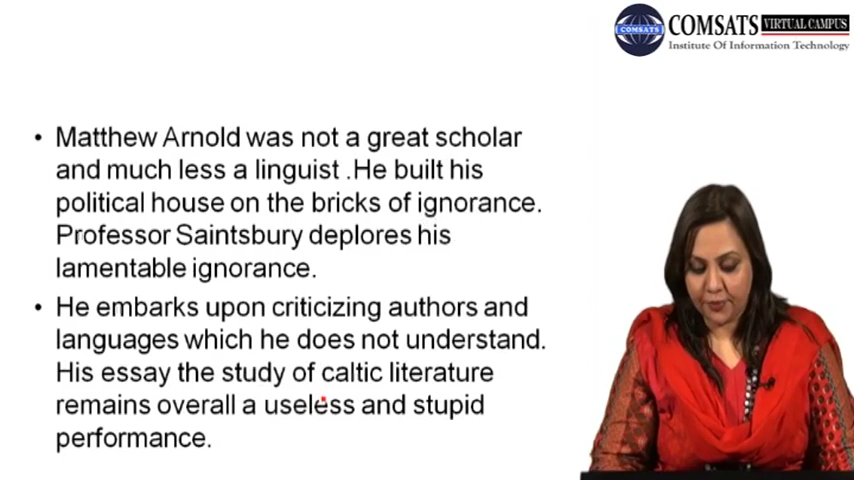 COMSATS VIRTUAL CAMPUS
COMSATS
Institute Of Information Technology
• Matthew Arnold was not a great scholar
and much less a linguist .He built his
political house on the bricks of ignorance.
Professor Saintsbury deplores his
lamentable ignorance.
• He embarks upon criticizing authors and
languages which he does not understand.
His essay the study of caltic literature
remains overall a useless and stupid
performance.